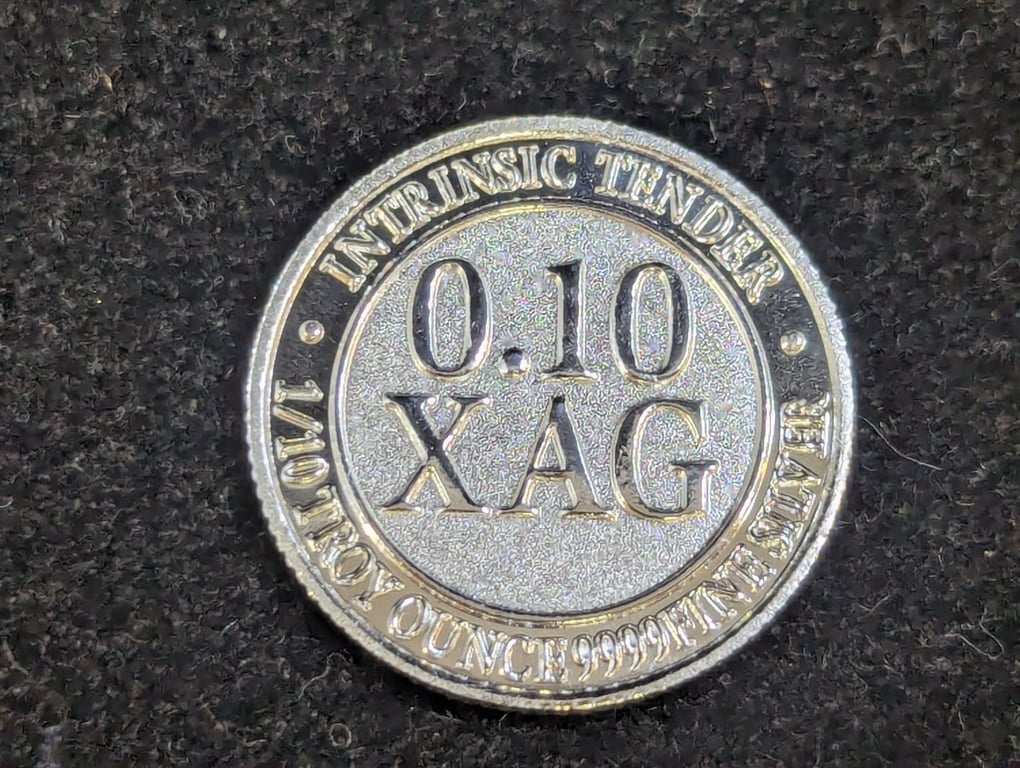 INTRINSIC TENDER
0.10
XAG
• 1/10 TROY OUNCE 9999 FINE SILVER •